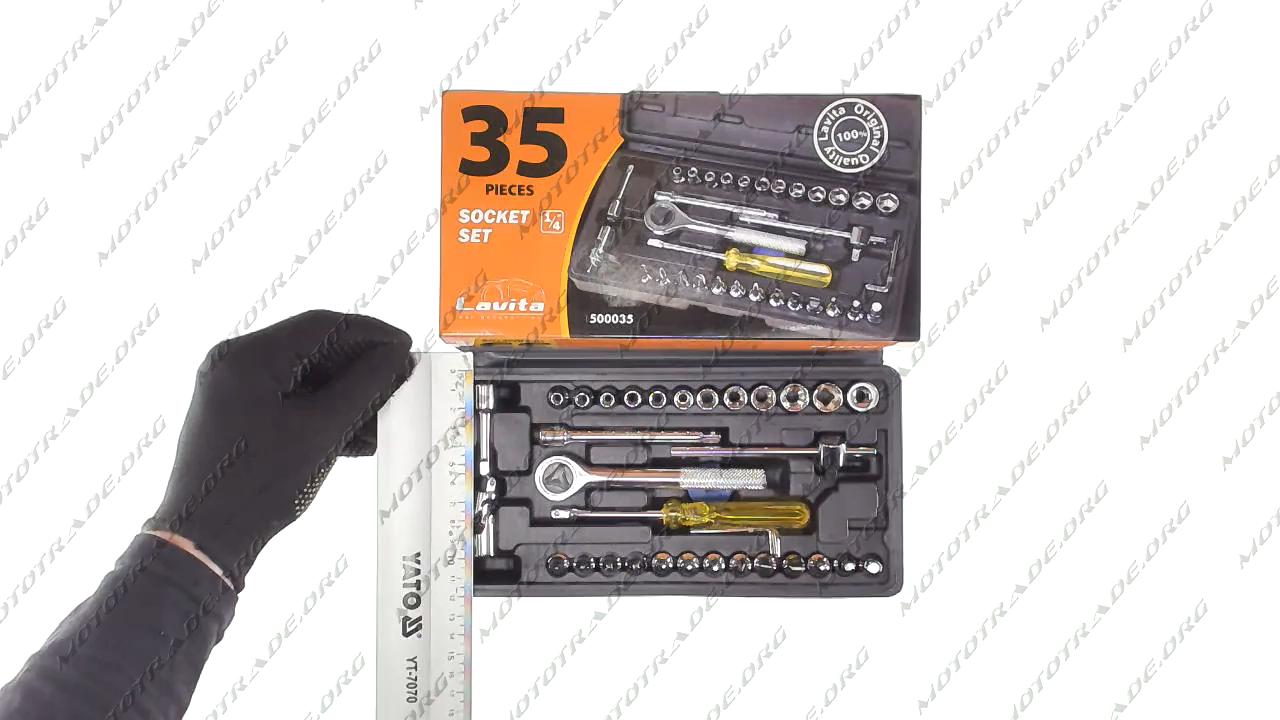 35
PIECES
SOCKET 1/4
SET
Lavita
500035
Lavita Original
100%
Quality
YATO
YT-7070
MOTOTRADE.ORG